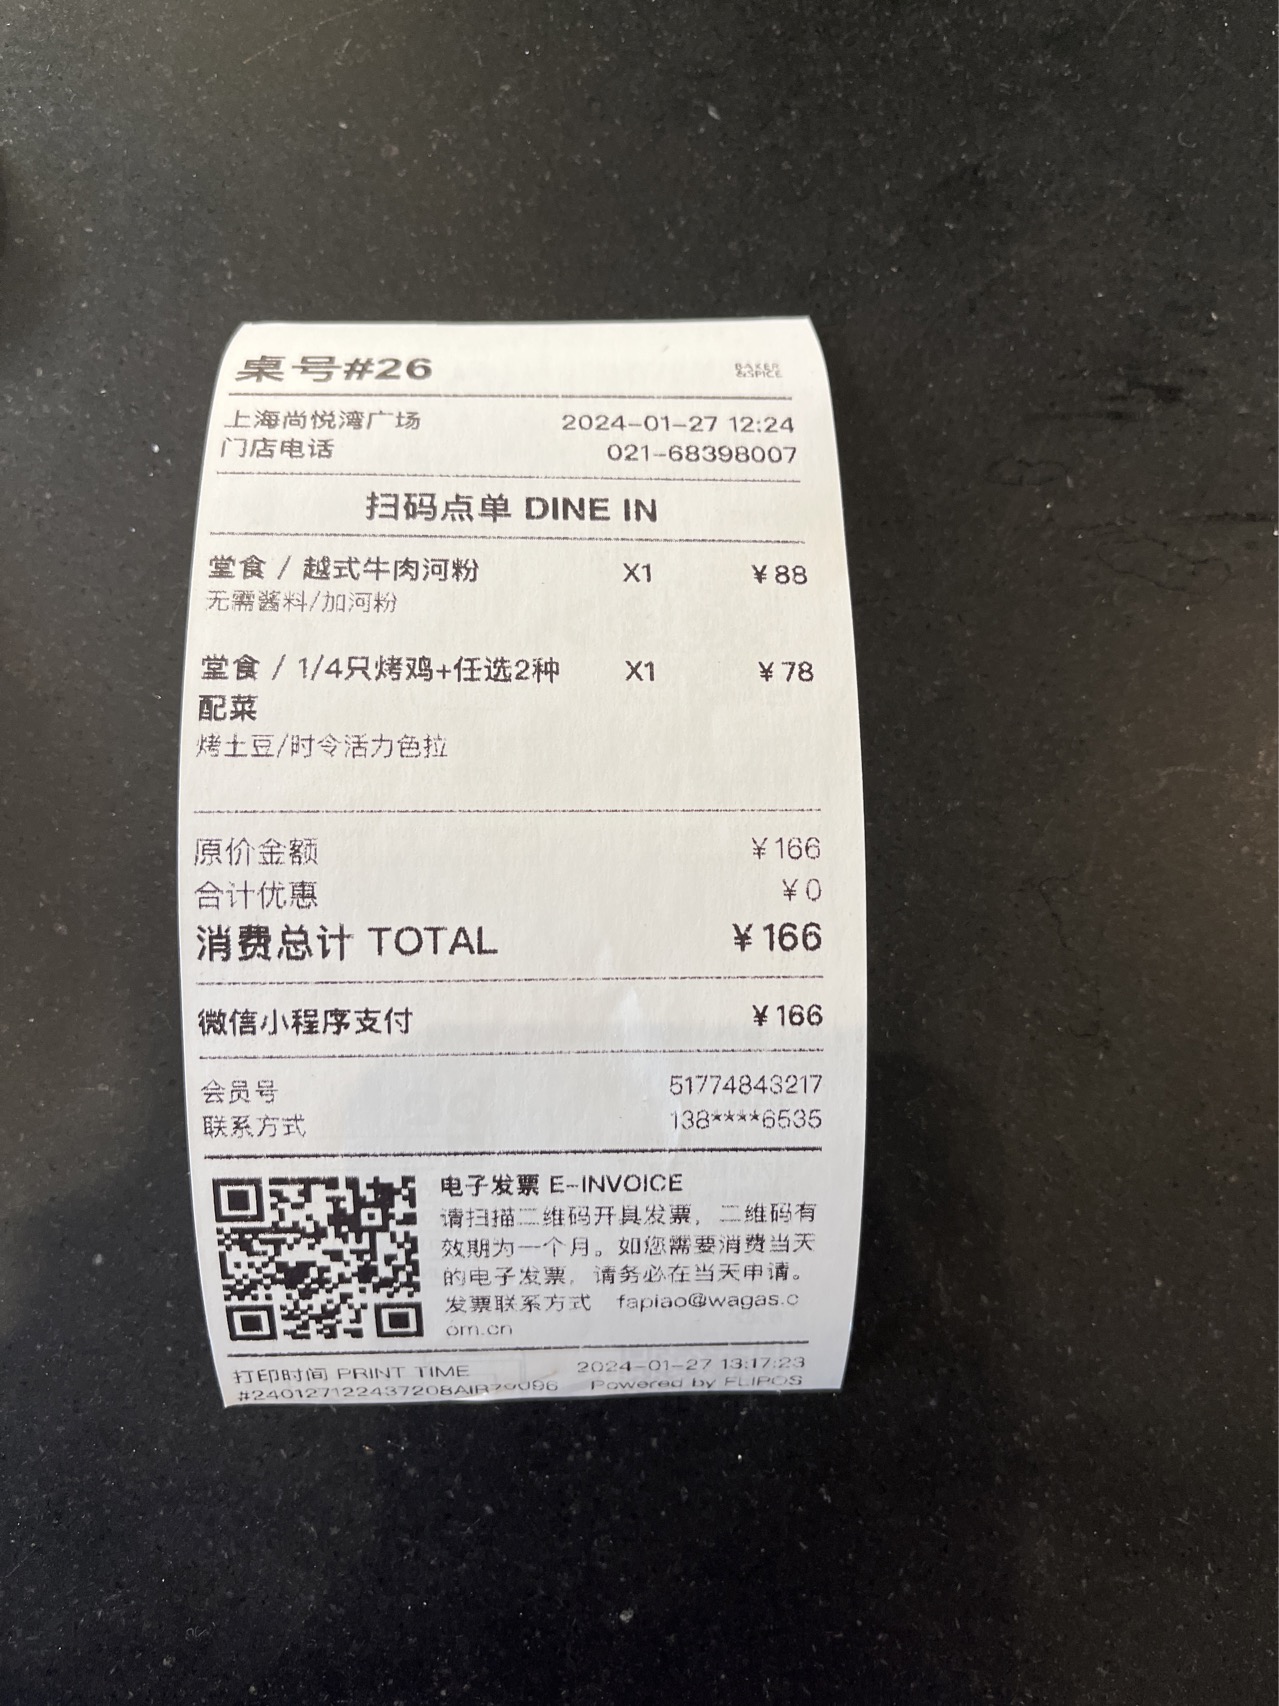 桌号#26
BAKER
&SPICE
上海尚悦湾广场 2024-01-27 12:24
门店电话 021-68398007
扫码点单 DINE IN
堂食 / 越式牛肉河粉 X1 ¥88
无需酱料/加河粉
堂食 / 1/4只烤鸡+任选2种 X1 ¥78
配菜
烤土豆/时令活力色拉
原价金额 ¥166
合计优惠 ¥0
消费总计 TOTAL ¥166
微信小程序支付 ¥166
会员号 51774843217
联系方式 138****6535
电子发票 E-INVOICE
请扫描二维码开具发票，二维码有
效期为一个月。如您需要消费当天
的电子发票，请务必在当天申请。
发票联系方式 fapiao@wagas.c
om.cn
打印时间 PRINT TIME 2024-01-27 13:17:23
Powered by FLIPOS